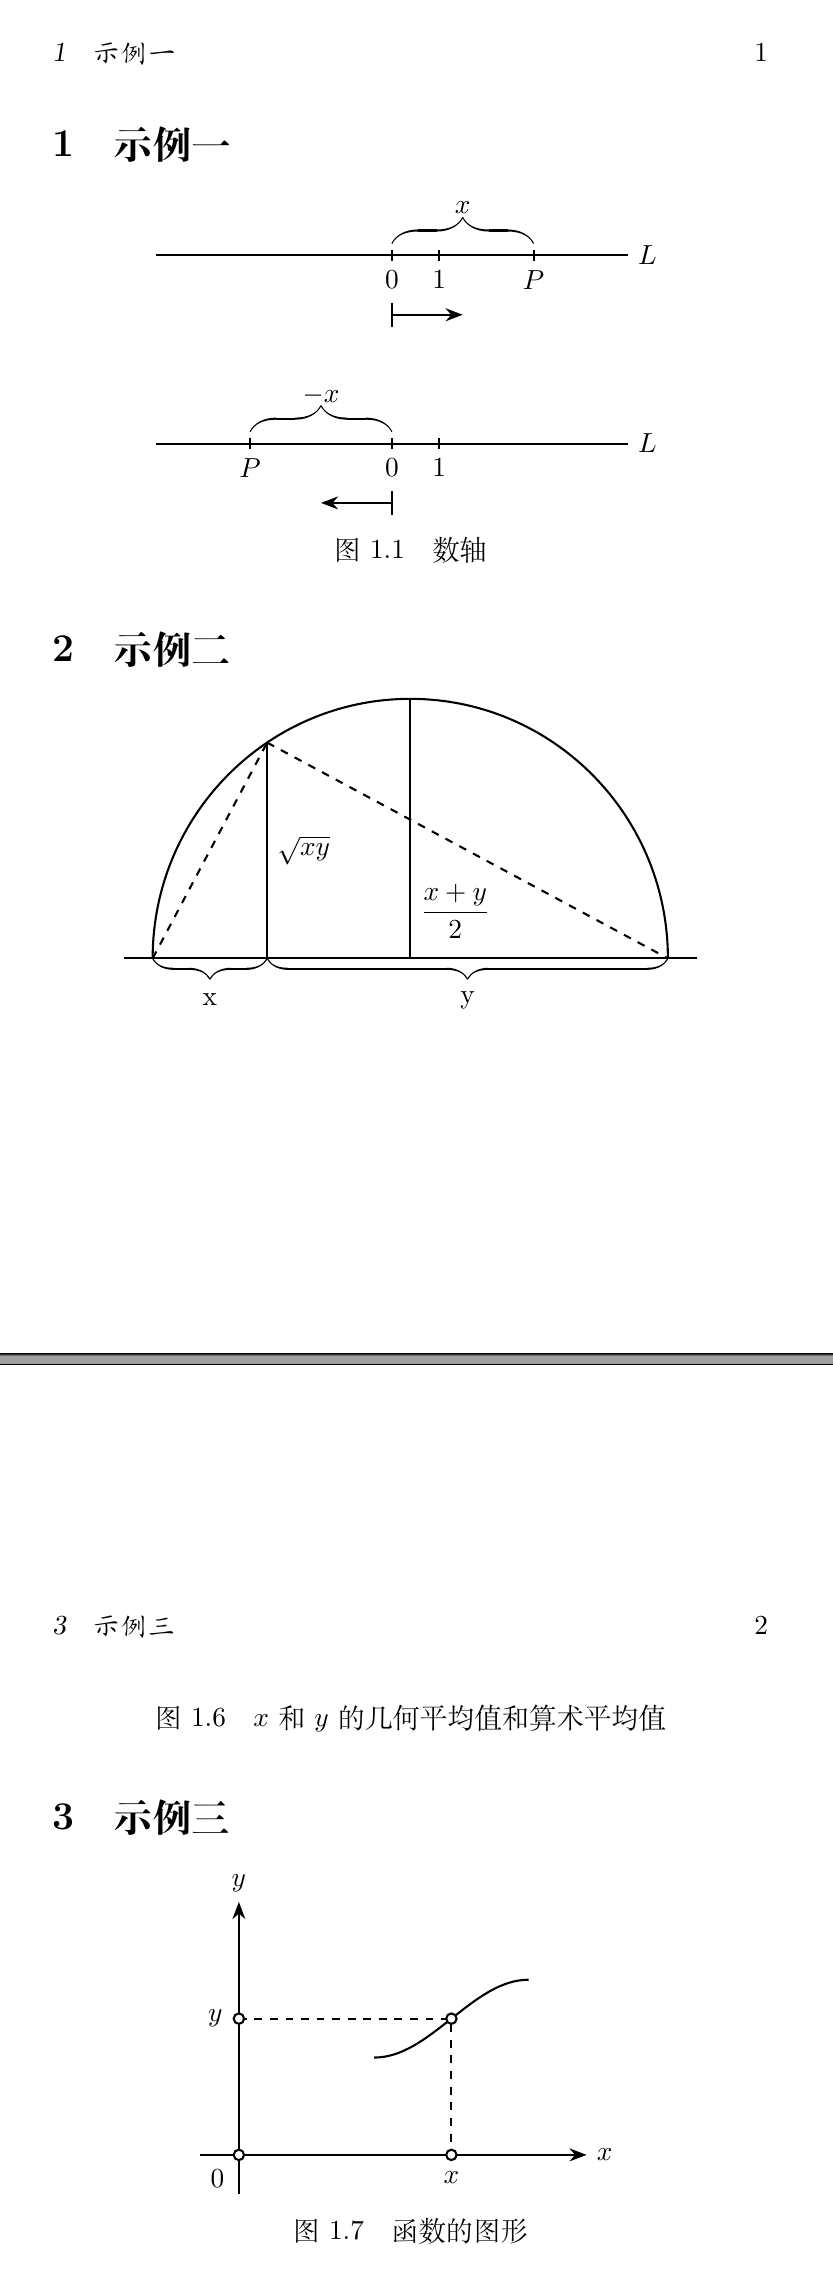 1 示例一 1
1 示例一
x
L
0 1 P
−x
L
P 0 1
图 1.1 数轴
2 示例二
√xy
x + y
2
x y
3 示例三 2
图 1.6 x 和 y 的几何平均值和算术平均值
3 示例三
y
y
x
0 x
图 1.7 函数的图形